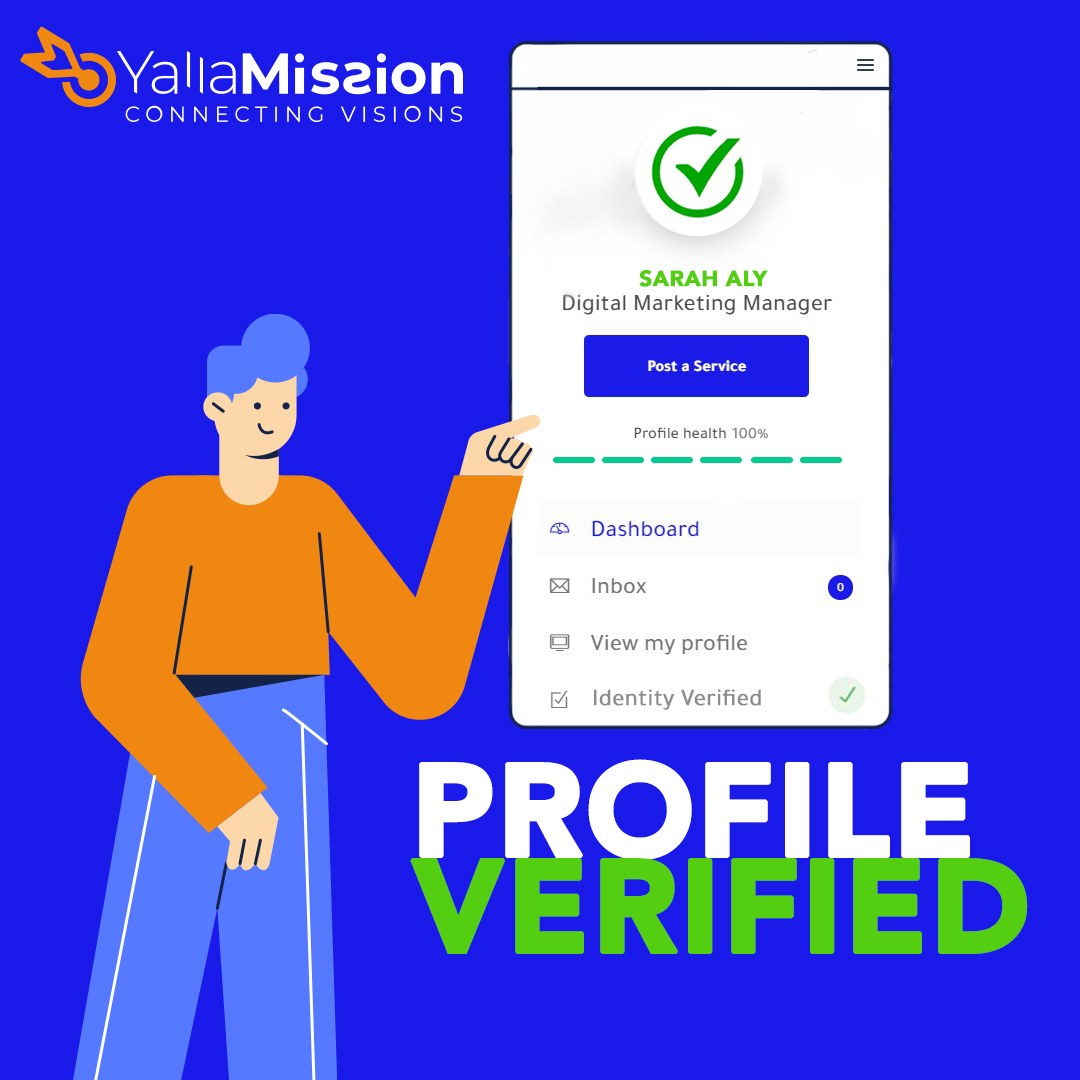 YallaMission
CONNECTING VISIONS
SARAH ALY
Digital Marketing Manager
Post a Service
Profile health 100%
Dashboard
Inbox 0
View my profile
Identity Verified
PROFILE
VERIFIED